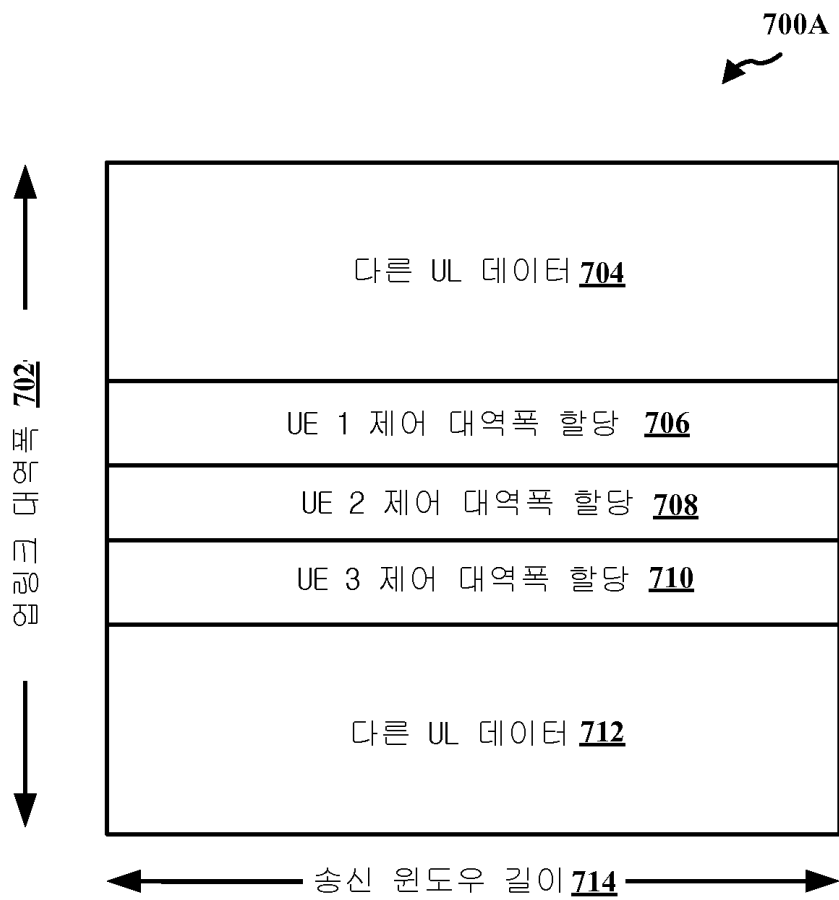 700A
다른 UL 데이터 704
UE 1 제어 대역폭 할당 706
UE 2 제어 대역폭 할당 708
UE 3 제어 대역폭 할당 710
다른 UL 데이터 712
업링크 대역폭 702
송신 윈도우 길이 714